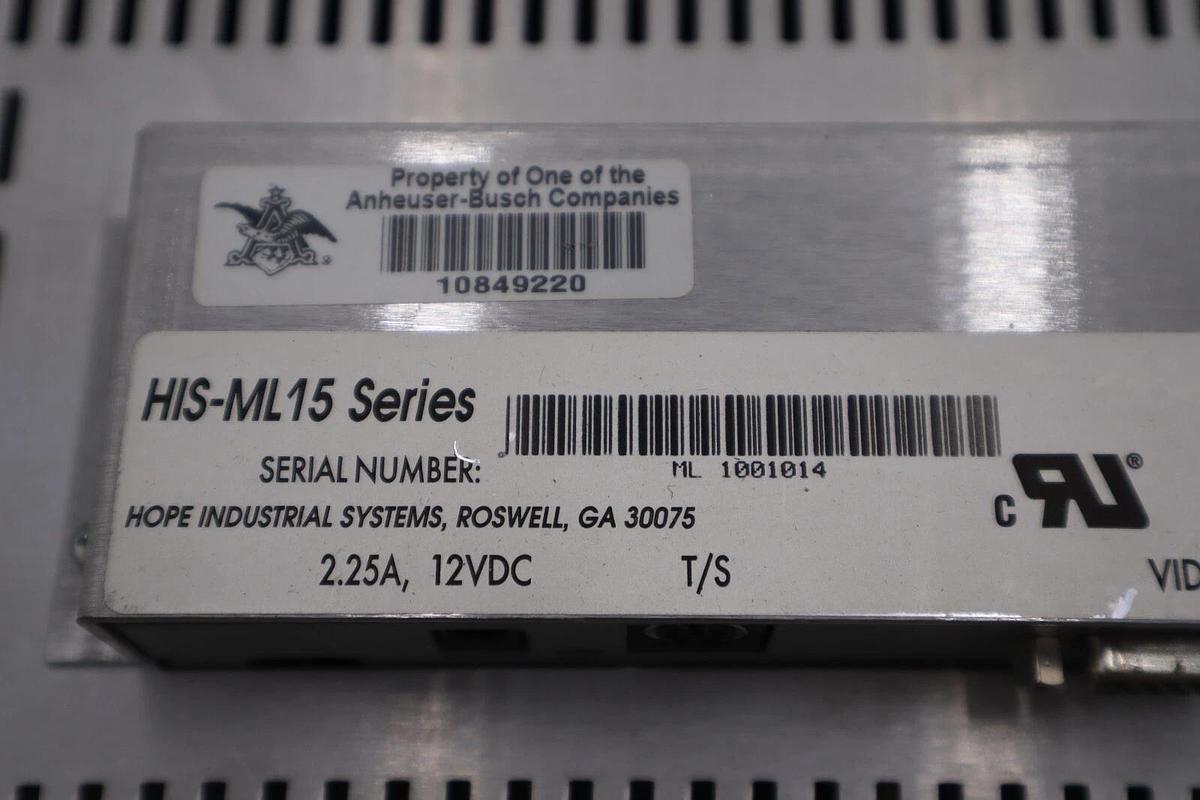 Property of One of the
Anheuser-Busch Companies
10849220
HIS-ML15 Series
SERIAL NUMBER:
ML 1001014
HOPE INDUSTRIAL SYSTEMS, ROSWELL, GA 30075
2.25A, 12VDC T/S
c RU ®
VID